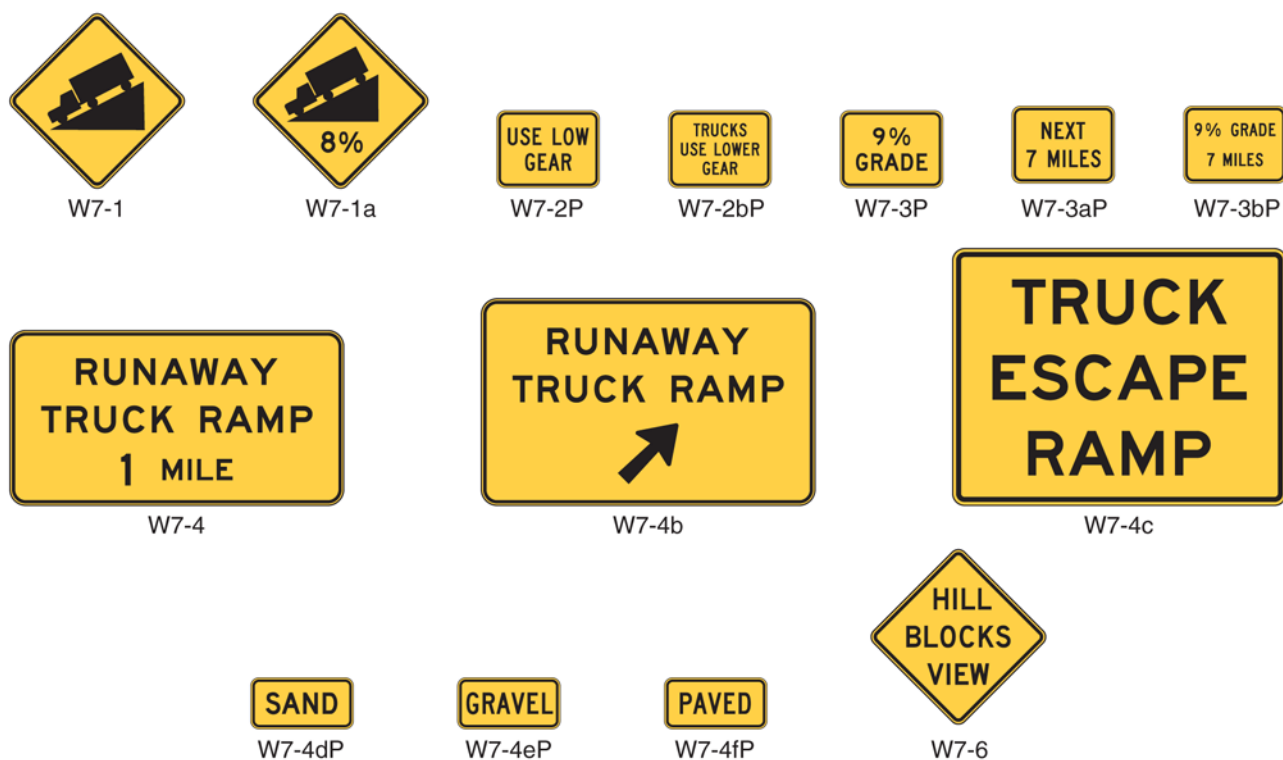 8%
W7-1
W7-1a
USE LOW
GEAR
W7-2P
TRUCKS
USE LOWER
GEAR
W7-2bP
9%
GRADE
W7-3P
NEXT
7 MILES
W7-3aP
9% GRADE
7 MILES
W7-3bP
RUNAWAY
TRUCK RAMP
1 MILE
W7-4
RUNAWAY
TRUCK RAMP
W7-4b
TRUCK
ESCAPE
RAMP
W7-4c
SAND
W7-4dP
GRAVEL
W7-4eP
PAVED
W7-4fP
HILL
BLOCKS
VIEW
W7-6